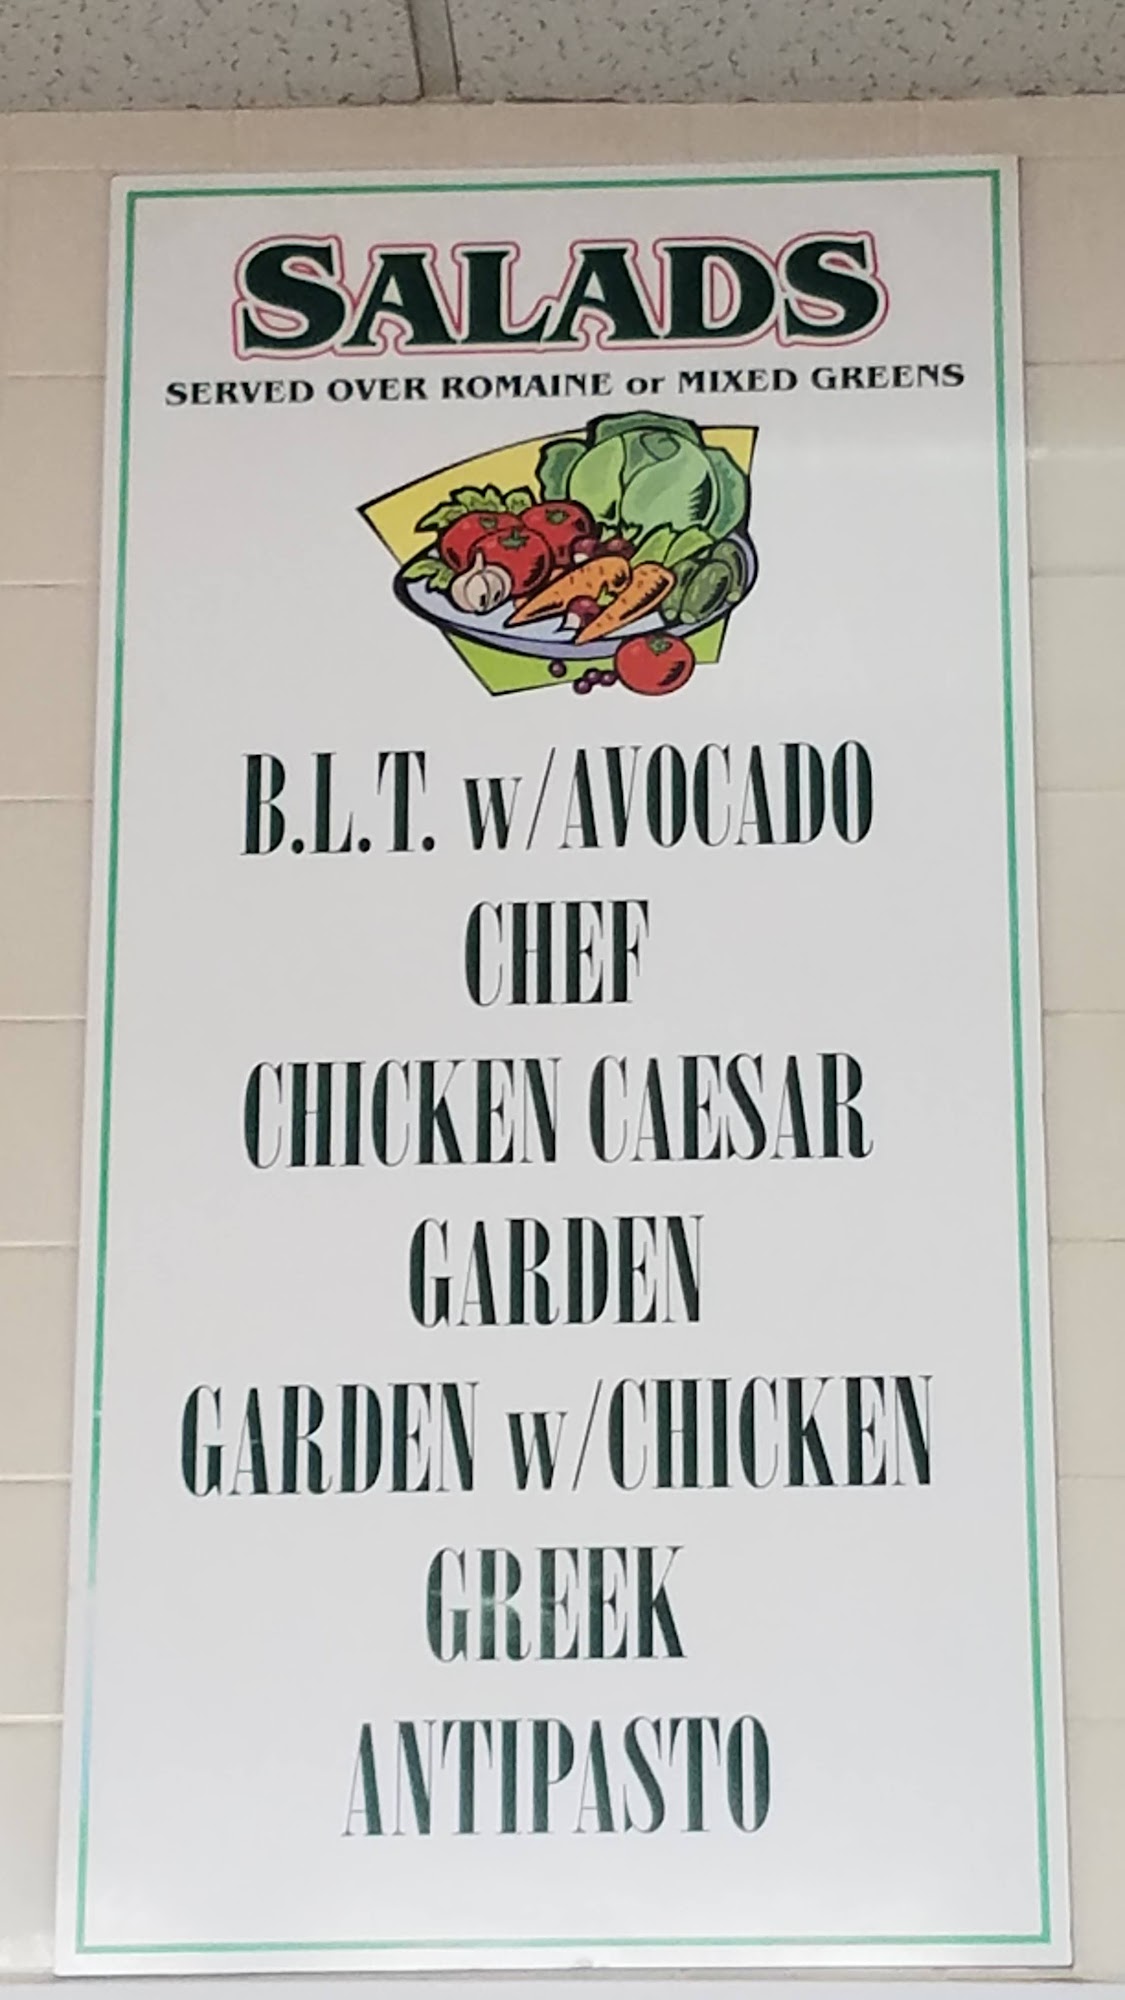 SALADS
SERVED OVER ROMAINE or MIXED GREENS
B.L.T. w/AVOCADO
CHEF
CHICKEN CAESAR
GARDEN
GARDEN w/CHICKEN
GREEK
ANTIPASTO